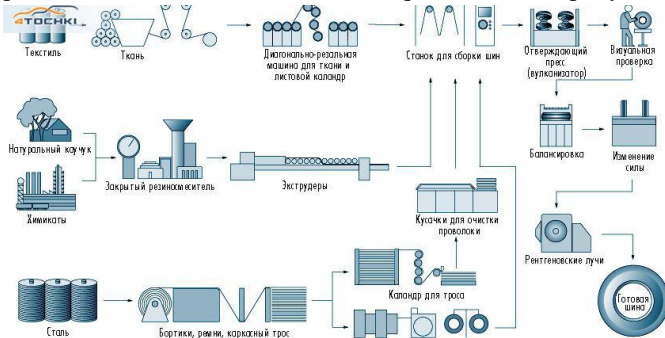 4TOCHKI
Текстиль
Ткань
Диагонально-резальная
машина для ткани и
листовой каландр
Станок для сборки шин
Отверждающий
пресс
(вулканизатор)
Визуальная
проверка
Натуральный каучук
Химикаты
Закрытый резиносмеситель
Экструдеры
Кусачки для очистки
проволоки
Балансировка
Изменение
силы
Рентгеновские лучи
Сталь
Бортики, ремни, каркасный трос
Каландр для троса
Готовая
шина